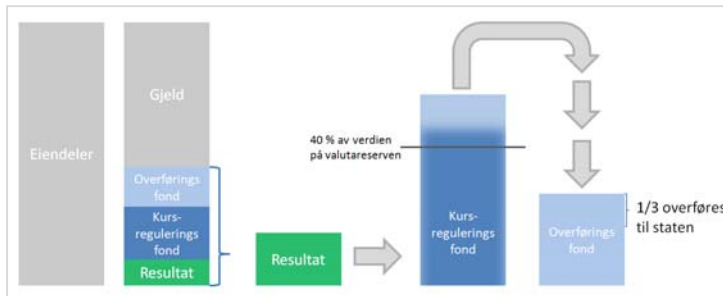 Eiendeler
Gjeld
Overførings
fond
Kurs-
regulerings
fond
Resultat
Resultat
40 % av verdien
på valutareserven
Kurs-
regulerings
fond
Overførings
fond
1/3 overføres
til staten